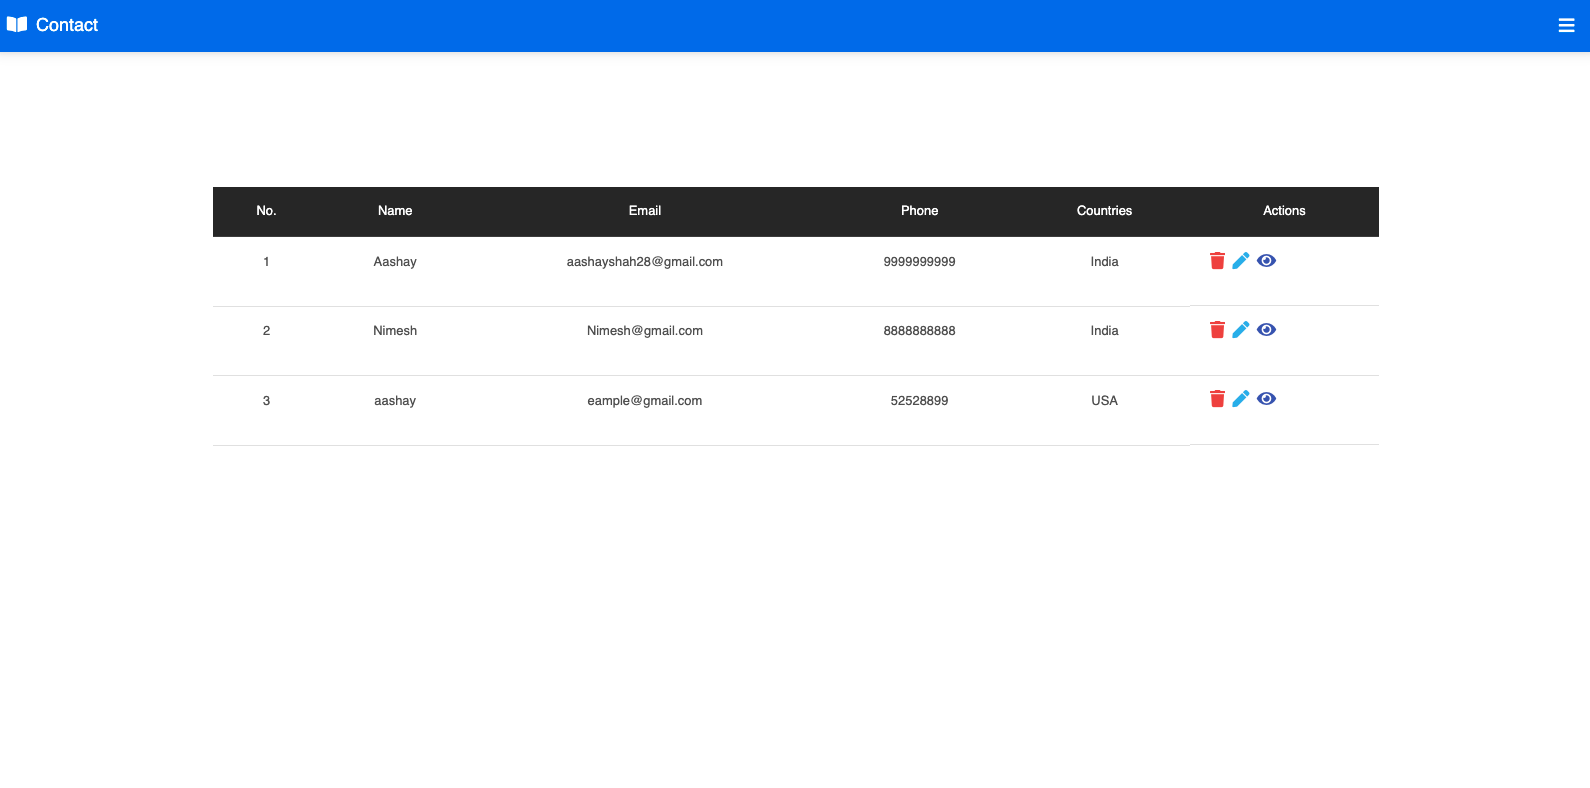 Contact
No. Name Email Phone Countries Actions
1 Aashay aashayshah28@gmail.com 9999999999 India
2 Nimesh Nimesh@gmail.com 8888888888 India
3 aashay eample@gmail.com 52528899 USA